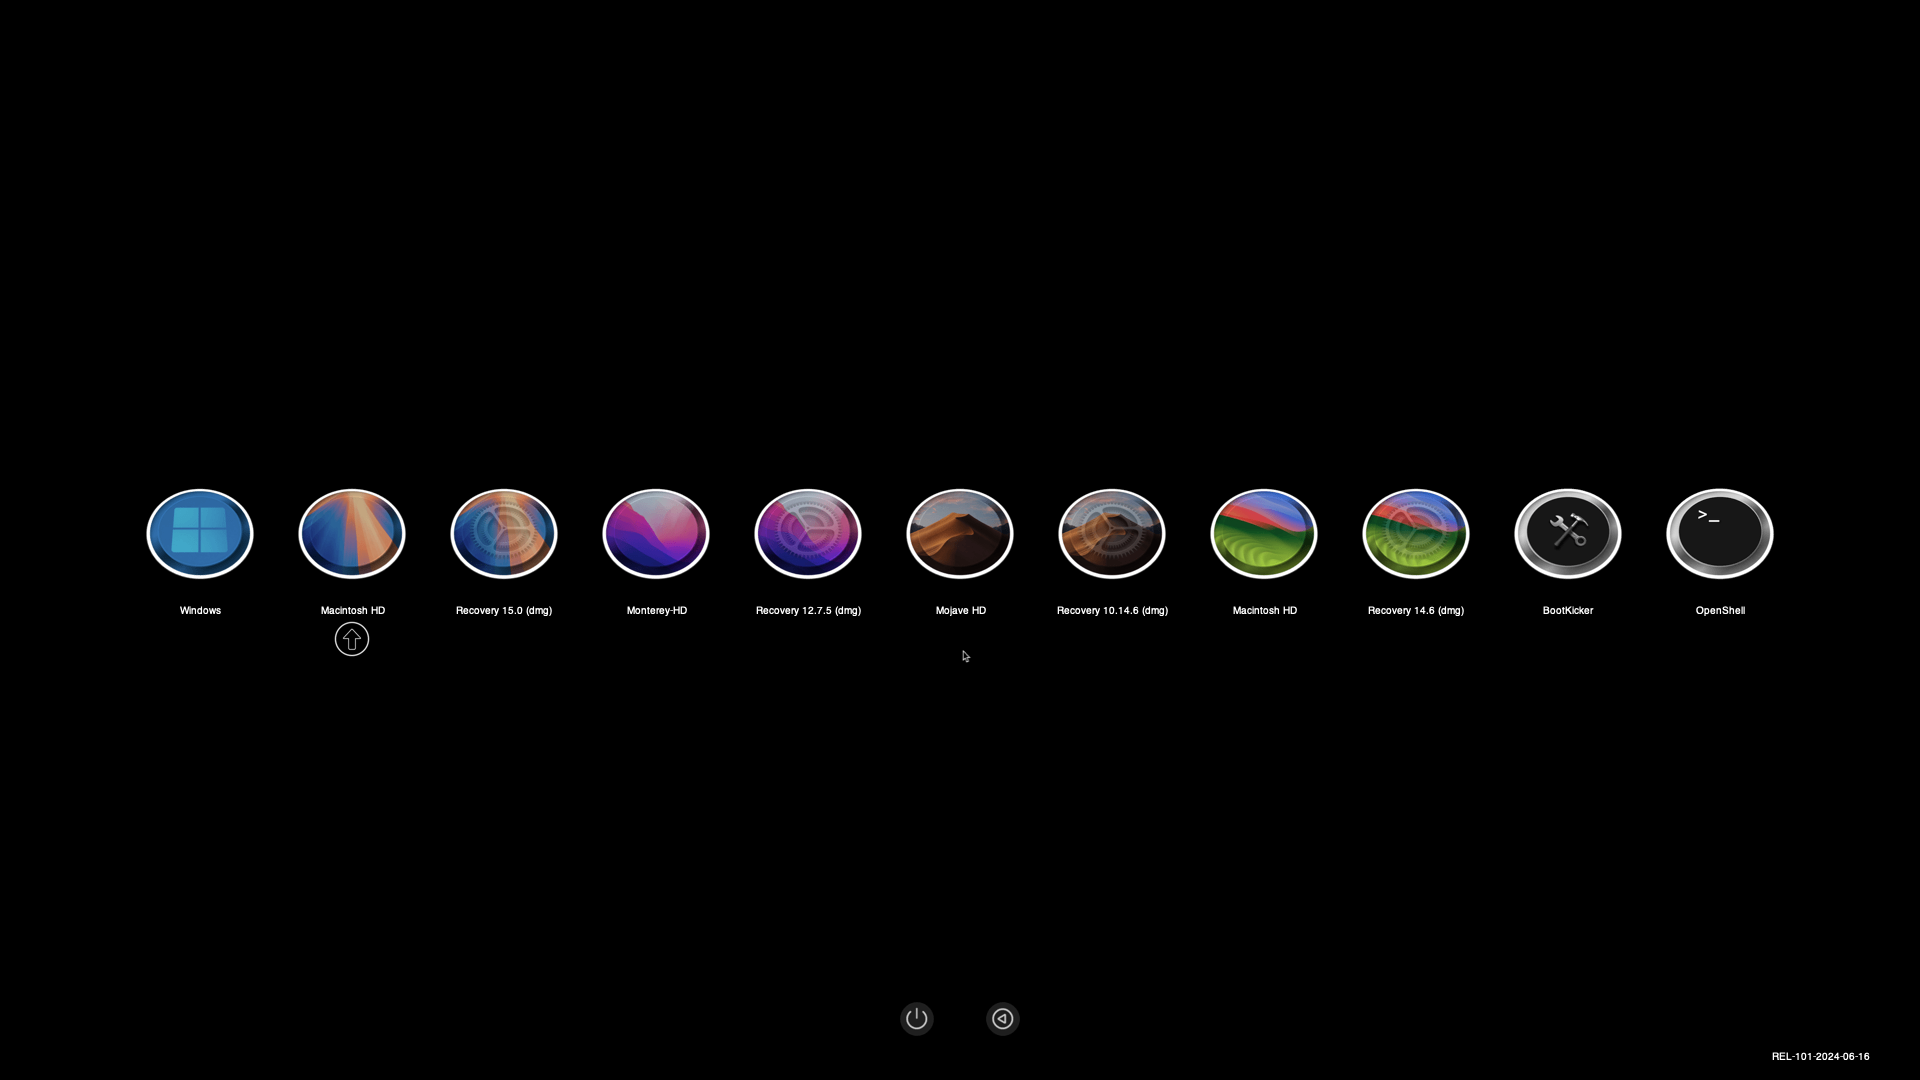 Windows
Macintosh HD
Recovery 15.0 (dmg)
Monterey-HD
Recovery 12.7.5 (dmg)
Mojave HD
Recovery 10.14.6 (dmg)
Macintosh HD
Recovery 14.6 (dmg)
BootKicker
>_
OpenShell
REL-101-2024-06-16